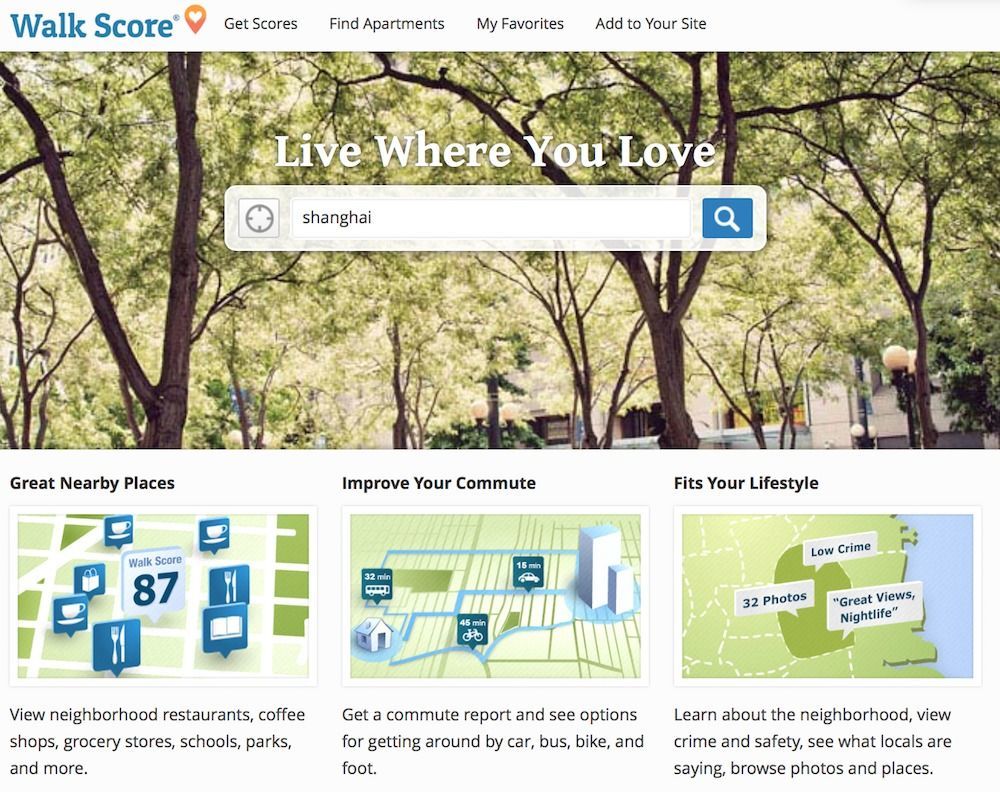 Walk Score®
Get Scores
Find Apartments
My Favorites
Add to Your Site
Live Where You Love
shanghai
Great Nearby Places
Walk Score
87
View neighborhood restaurants, coffee
shops, grocery stores, schools, parks,
and more.
Improve Your Commute
32 min
15 min
45 min
Get a commute report and see options
for getting around by car, bus, bike, and
foot.
Fits Your Lifestyle
Low Crime
32 Photos
“Great Views,
Nightlife”
Learn about the neighborhood, view
crime and safety, see what locals are
saying, browse photos and places.